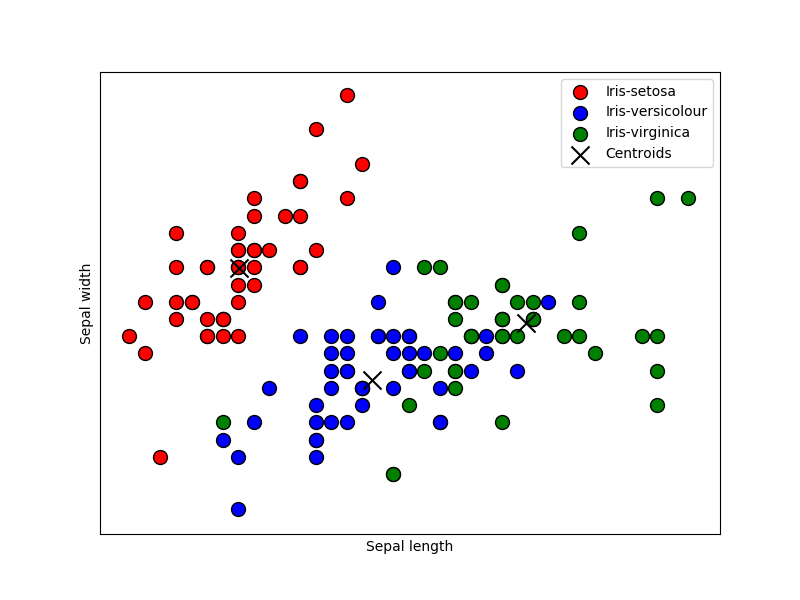 Iris-setosa
Iris-versicolour
Iris-virginica
Centroids
Sepal width
Sepal length